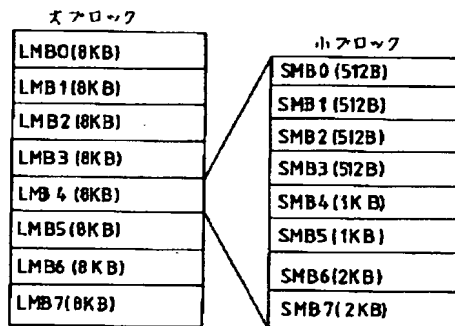 大ブロック
LMB0(8KB)
LMB1(8KB)
LMB2(8KB)
LMB3(8KB)
LMB4(8KB)
LMB5(8KB)
LMB6(8KB)
LMB7(8KB)
小ブロック
SMB0(512B)
SMB1(512B)
SMB2(512B)
SMB3(512B)
SMB4(1KB)
SMB5(1KB)
SMB6(2KB)
SMB7(2KB)